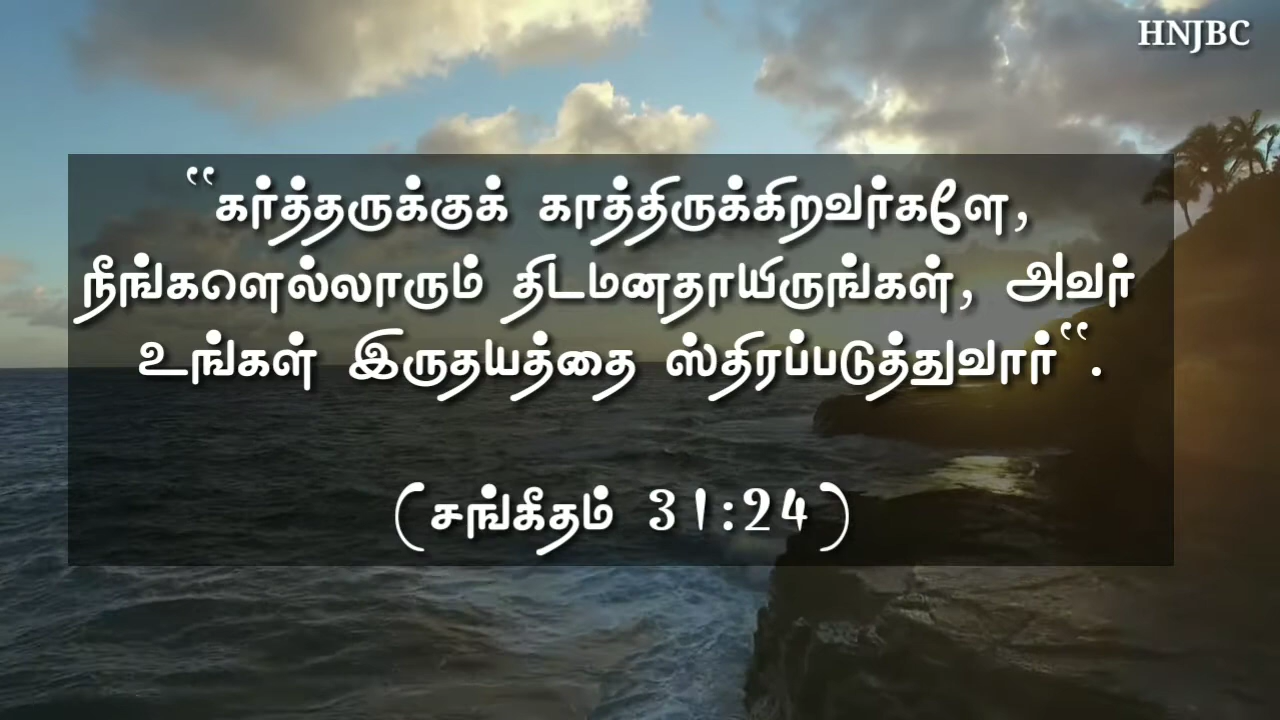 HNJBC
“கர்த்தருக்குக் காத்திருக்கிறவர்களே,
நீங்களெல்லாரும் திடமனதாயிருங்கள், அவர்
உங்கள் இருதயத்தை ஸ்திரப்படுத்துவார்“.
(சங்கீதம் 31:24)